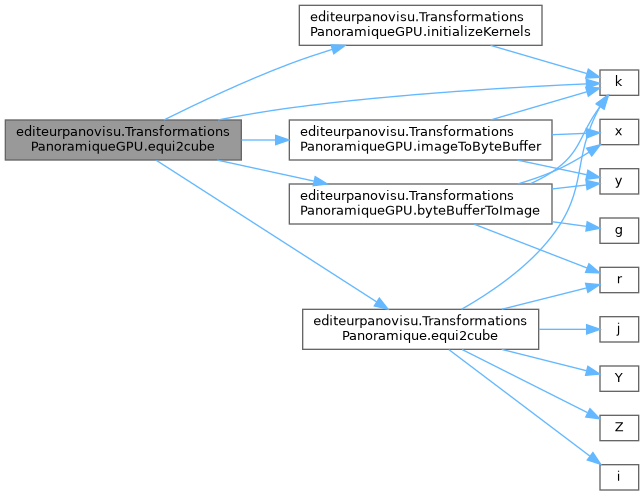 editeurpanovisu.Transformations
PanoramiqueGPU.equi2cube
editeurpanovisu.Transformations
PanoramiqueGPU.initializeKernels
editeurpanovisu.Transformations
PanoramiqueGPU.imageToByteBuffer
editeurpanovisu.Transformations
PanoramiqueGPU.byteBufferToImage
editeurpanovisu.Transformations
Panoramique.equi2cube
k
x
y
g
r
j
Y
Z
i